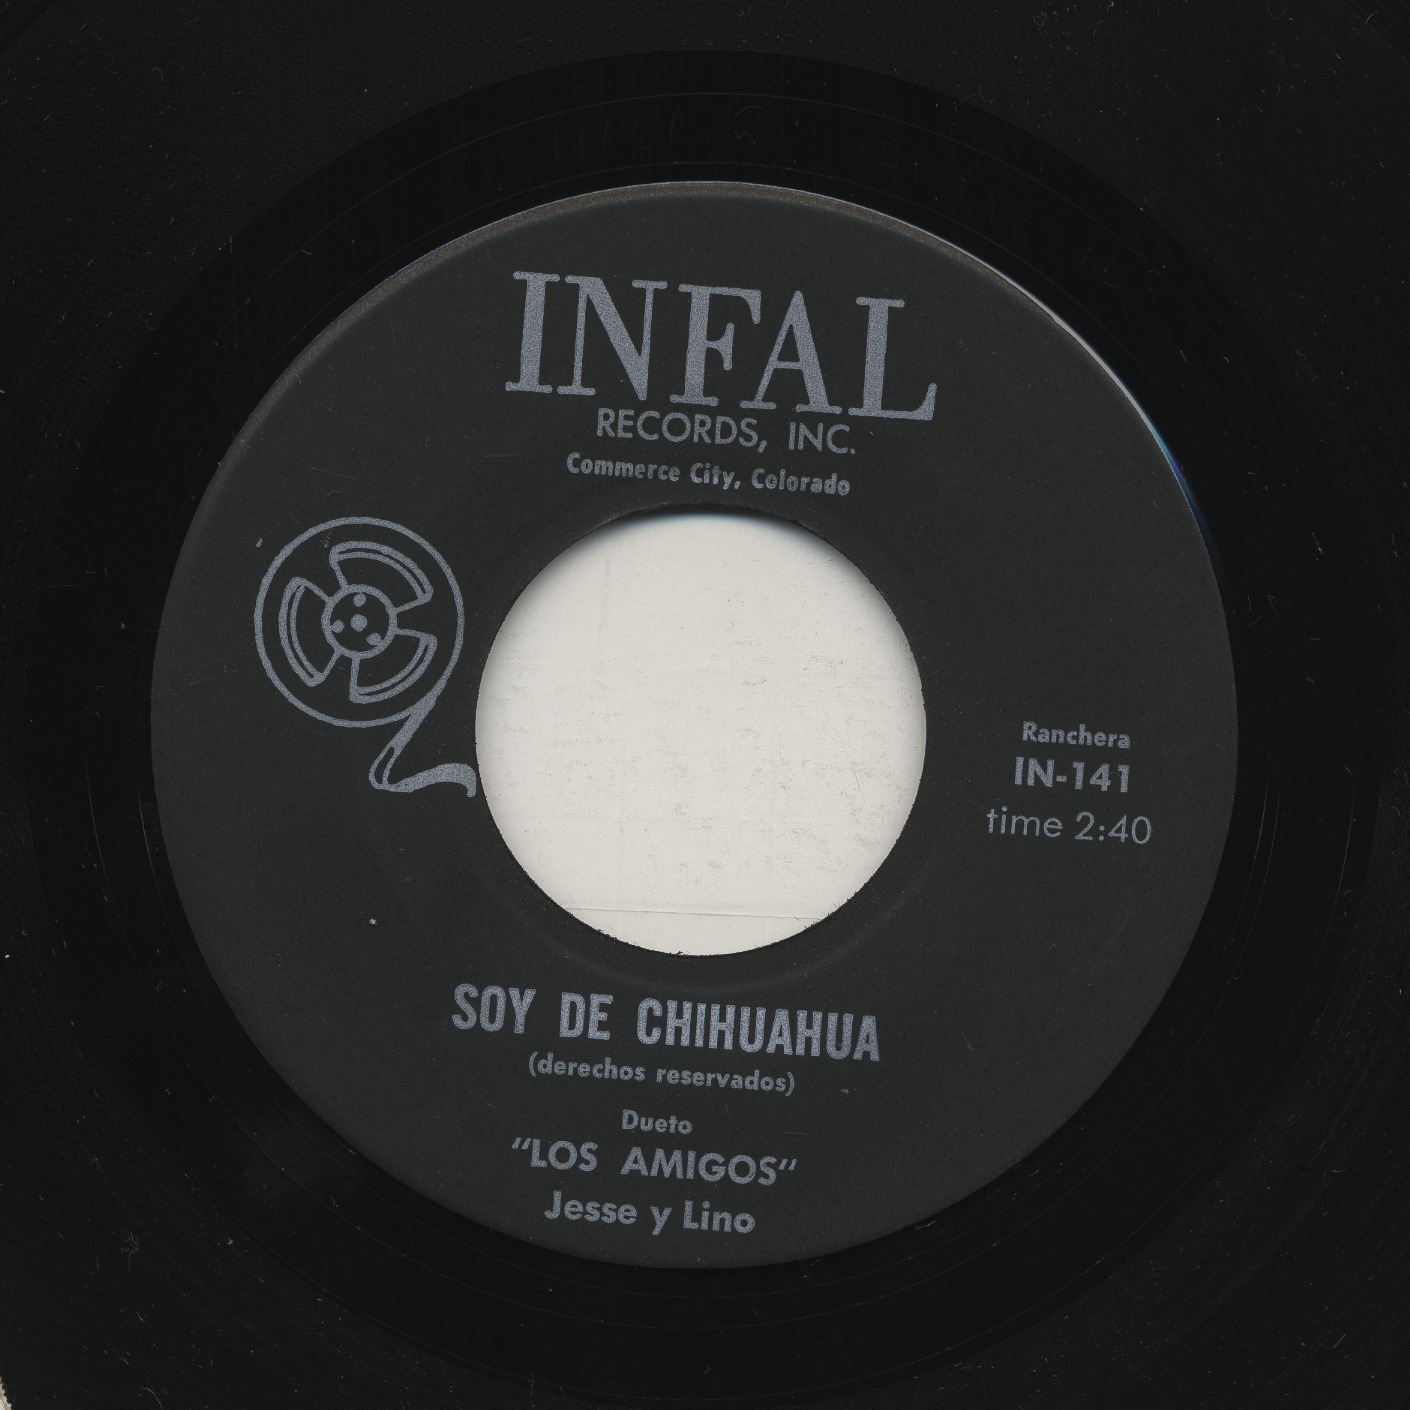 INFAL
RECORDS, INC.
Commerce City, Colorado
Ranchera
IN-141
time 2:40
SOY DE CHIHUAHUA
(derechos reservados)
Dueto
"LOS AMIGOS"
Jesse y Lino